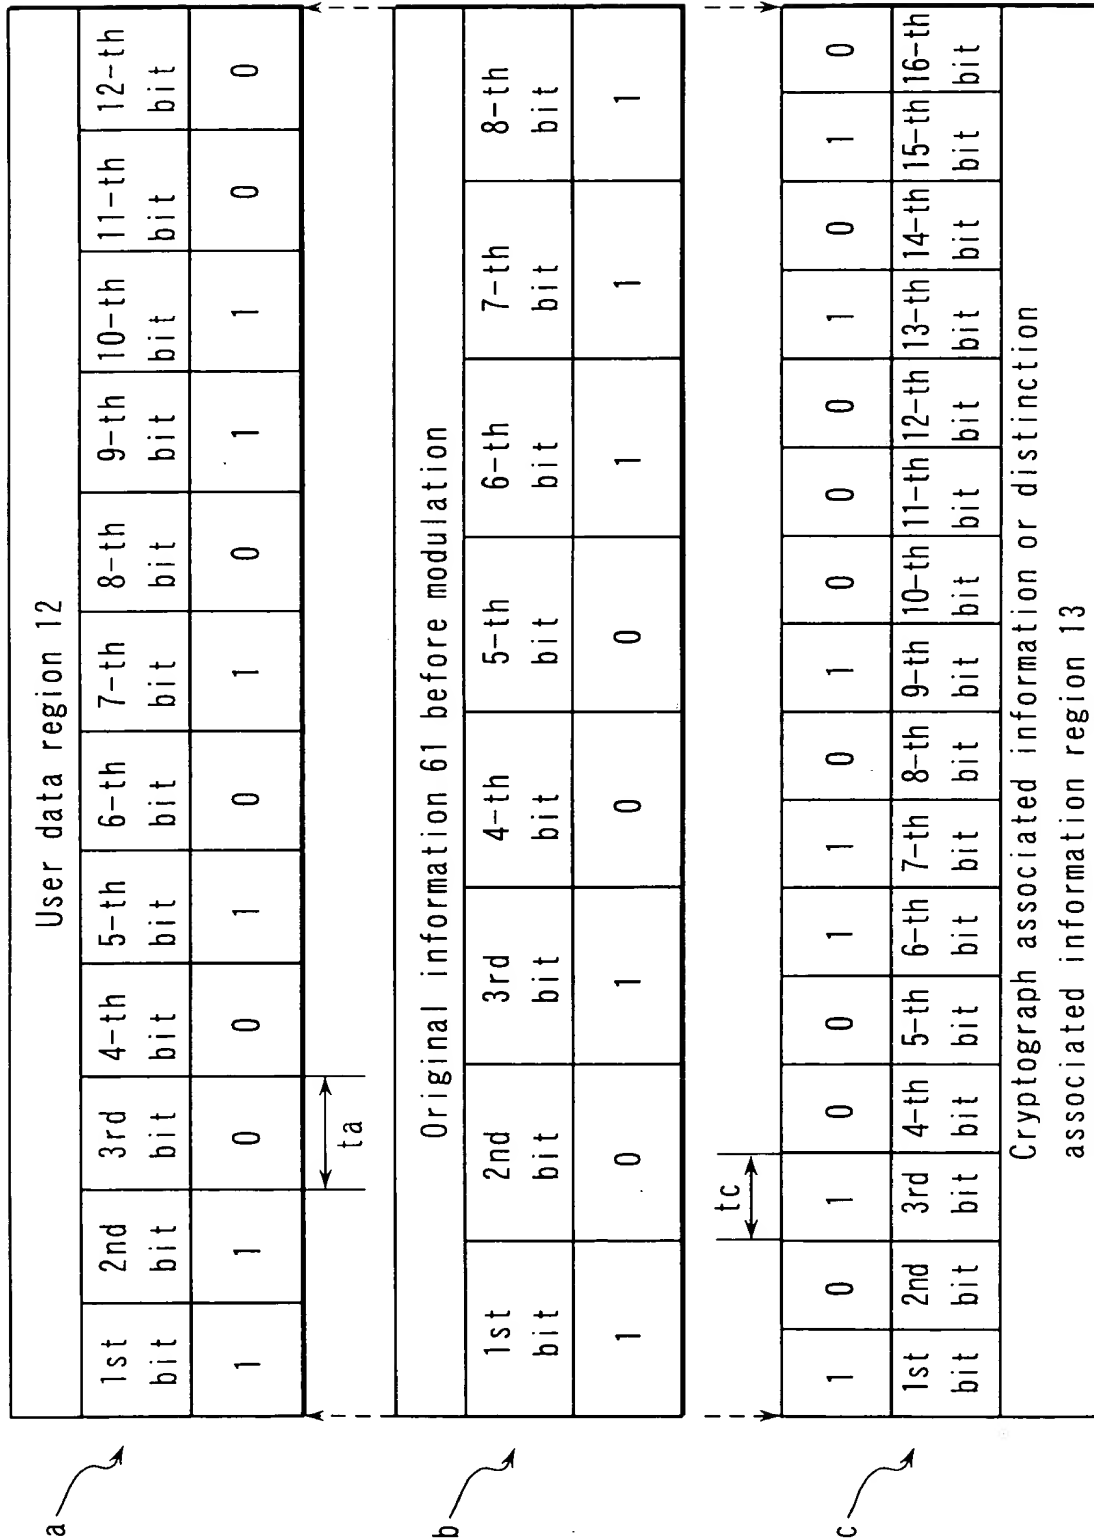 a
User data region 12
1st bit 2nd bit 3rd bit 4-th bit 5-th bit 6-th bit 7-th bit 8-th bit 9-th bit 10-th bit 11-th bit 12-th bit
1 1 0 0 1 0 1 0 1 1 0 0
ta
b
Original information 61 before modulation
1st bit 2nd bit 3rd bit 4-th bit 5-th bit 6-th bit 7-th bit 8-th bit
1 0 1 0 0 1 1 1
tc
c
1 0 1 0 0 1 1 0 1 0 0 0 1 0 1 0
1st bit 2nd bit 3rd bit 4-th bit 5-th bit 6-th bit 7-th bit 8-th bit 9-th bit 10-th bit 11-th bit 12-th bit 13-th bit 14-th bit 15-th bit 16-th bit
Cryptograph associated information or distinction
associated information region 13